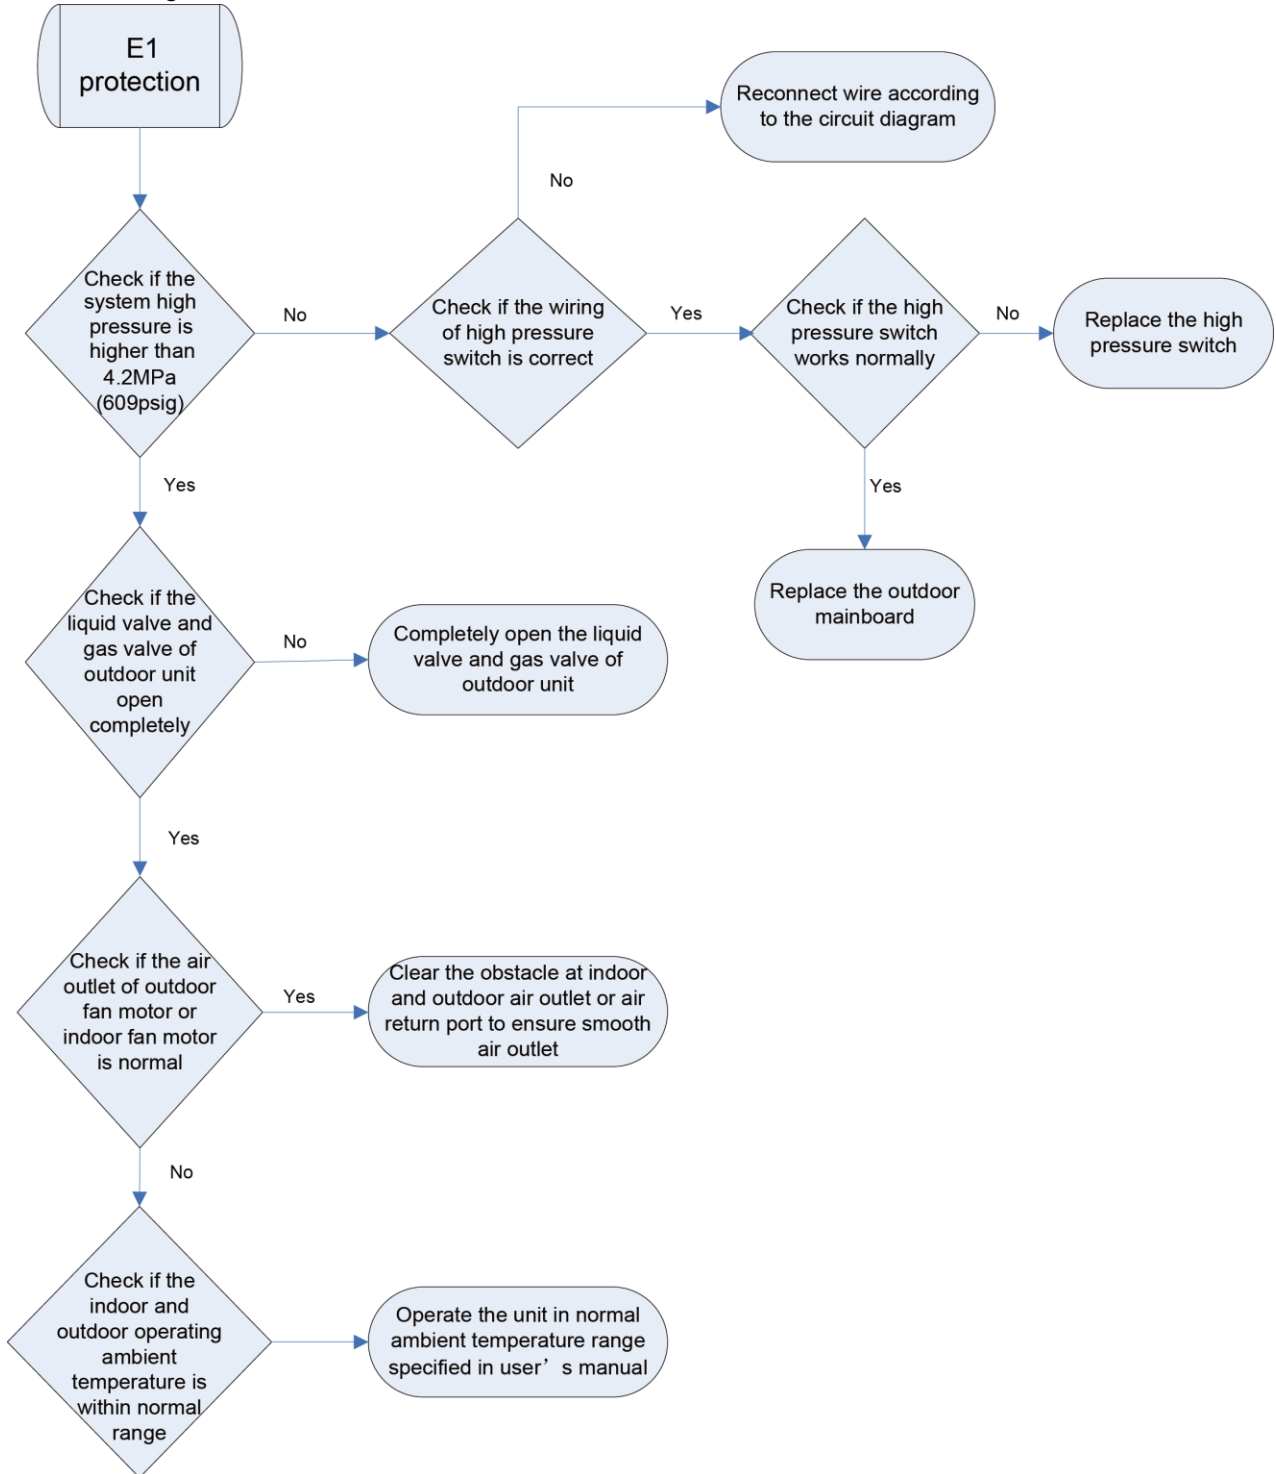 E1
protection
Reconnect wire according
to the circuit diagram
No
Check if the
system high
pressure is
higher than
4.2MPa
(609psig)
No
Check if the wiring
of high pressure
switch is correct
Yes
Check if the high
pressure switch
works normally
No
Replace the high
pressure switch
Yes
Yes
Replace the outdoor
mainboard
Check if the
liquid valve and
gas valve of
outdoor unit
open
completely
No
Completely open the liquid
valve and gas valve of
outdoor unit
Yes
Check if the air
outlet of outdoor
fan motor or
indoor fan motor
is normal
Yes
Clear the obstacle at indoor
and outdoor air outlet or air
return port to ensure smooth
air outlet
No
Check if the
indoor and
outdoor operating
ambient
temperature is
within normal
range
Operate the unit in normal
ambient temperature range
specified in user’s manual